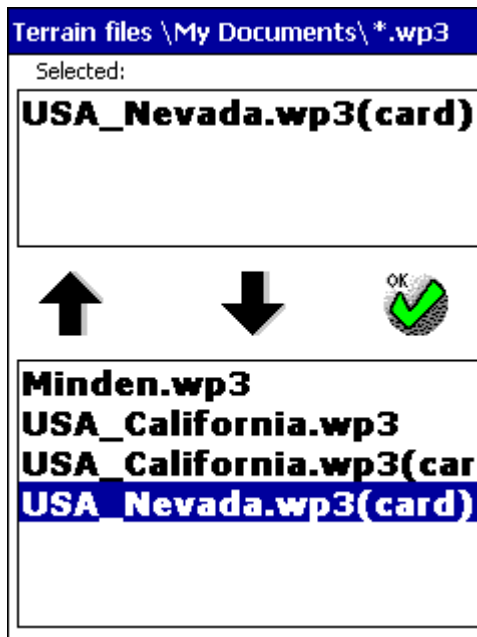 Terrain files \My Documents\*.wp3
Selected:
USA_Nevada.wp3(card)
OK
Minden.wp3
USA_California.wp3
USA_California.wp3(car
USA_Nevada.wp3(card)